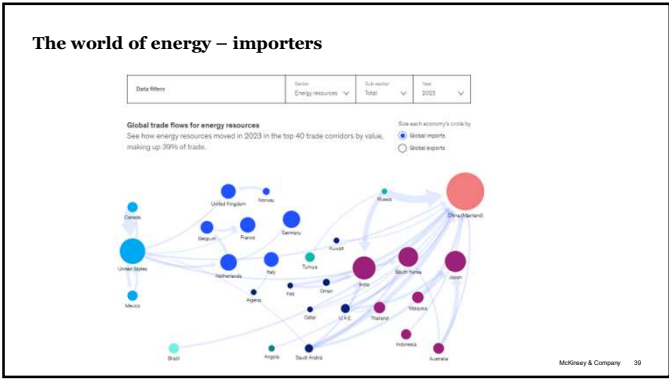 The world of energy – importers
Data filters
Sector
Energy resources
Sub-sector
Total
Year
2023
Global trade flows for energy resources
See how energy resources moved in 2023 in the top 40 trade corridors by value,
making up 39% of trade.
Size each economy's circle by
Global imports
Global exports
Canada
United Kingdom
Norway
Russia
China (Mainland)
Belgium
France
Germany
Kuwait
United States
Netherlands
Italy
Türkiye
India
South Korea
Japan
Algeria
Iraq
Oman
Mexico
Qatar
U.A.E.
Thailand
Malaysia
Indonesia
Brazil
Angola
Saudi Arabia
Australia
McKinsey & Company 39